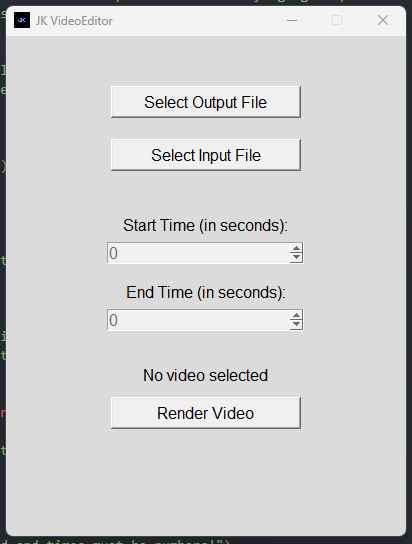 JK JK VideoEditor
Select Output File
Select Input File
Start Time (in seconds):
0
End Time (in seconds):
0
No video selected
Render Video